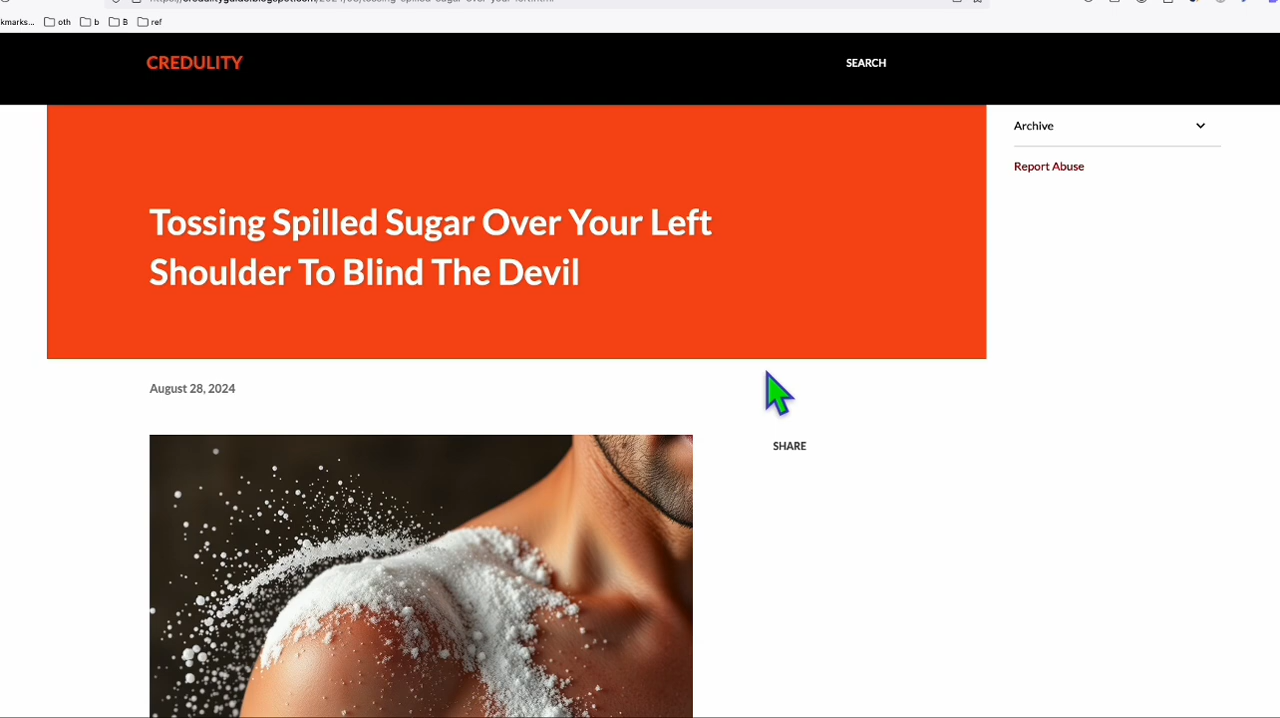 kmarks... oth b B ref
CREDULITY
SEARCH
Archive
Report Abuse
Tossing Spilled Sugar Over Your Left
Shoulder To Blind The Devil
August 28, 2024
SHARE